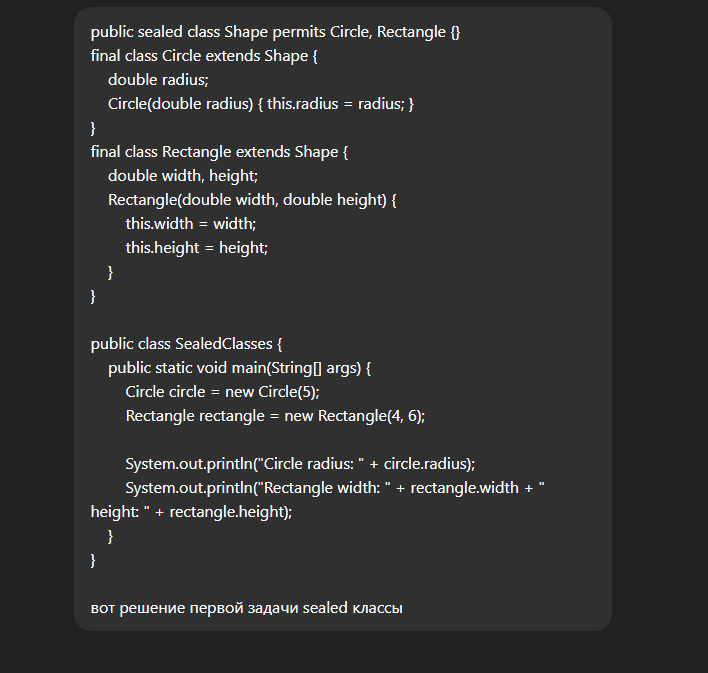 public sealed class Shape permits Circle, Rectangle {}
final class Circle extends Shape {
    double radius;
    Circle(double radius) { this.radius = radius; }
}
final class Rectangle extends Shape {
    double width, height;
    Rectangle(double width, double height) {
        this.width = width;
        this.height = height;
    }
}

public class SealedClasses {
    public static void main(String[] args) {
        Circle circle = new Circle(5);
        Rectangle rectangle = new Rectangle(4, 6);

        System.out.println("Circle radius: " + circle.radius);
        System.out.println("Rectangle width: " + rectangle.width + "
height: " + rectangle.height);
    }
}

вот решение первой задачи sealed классы